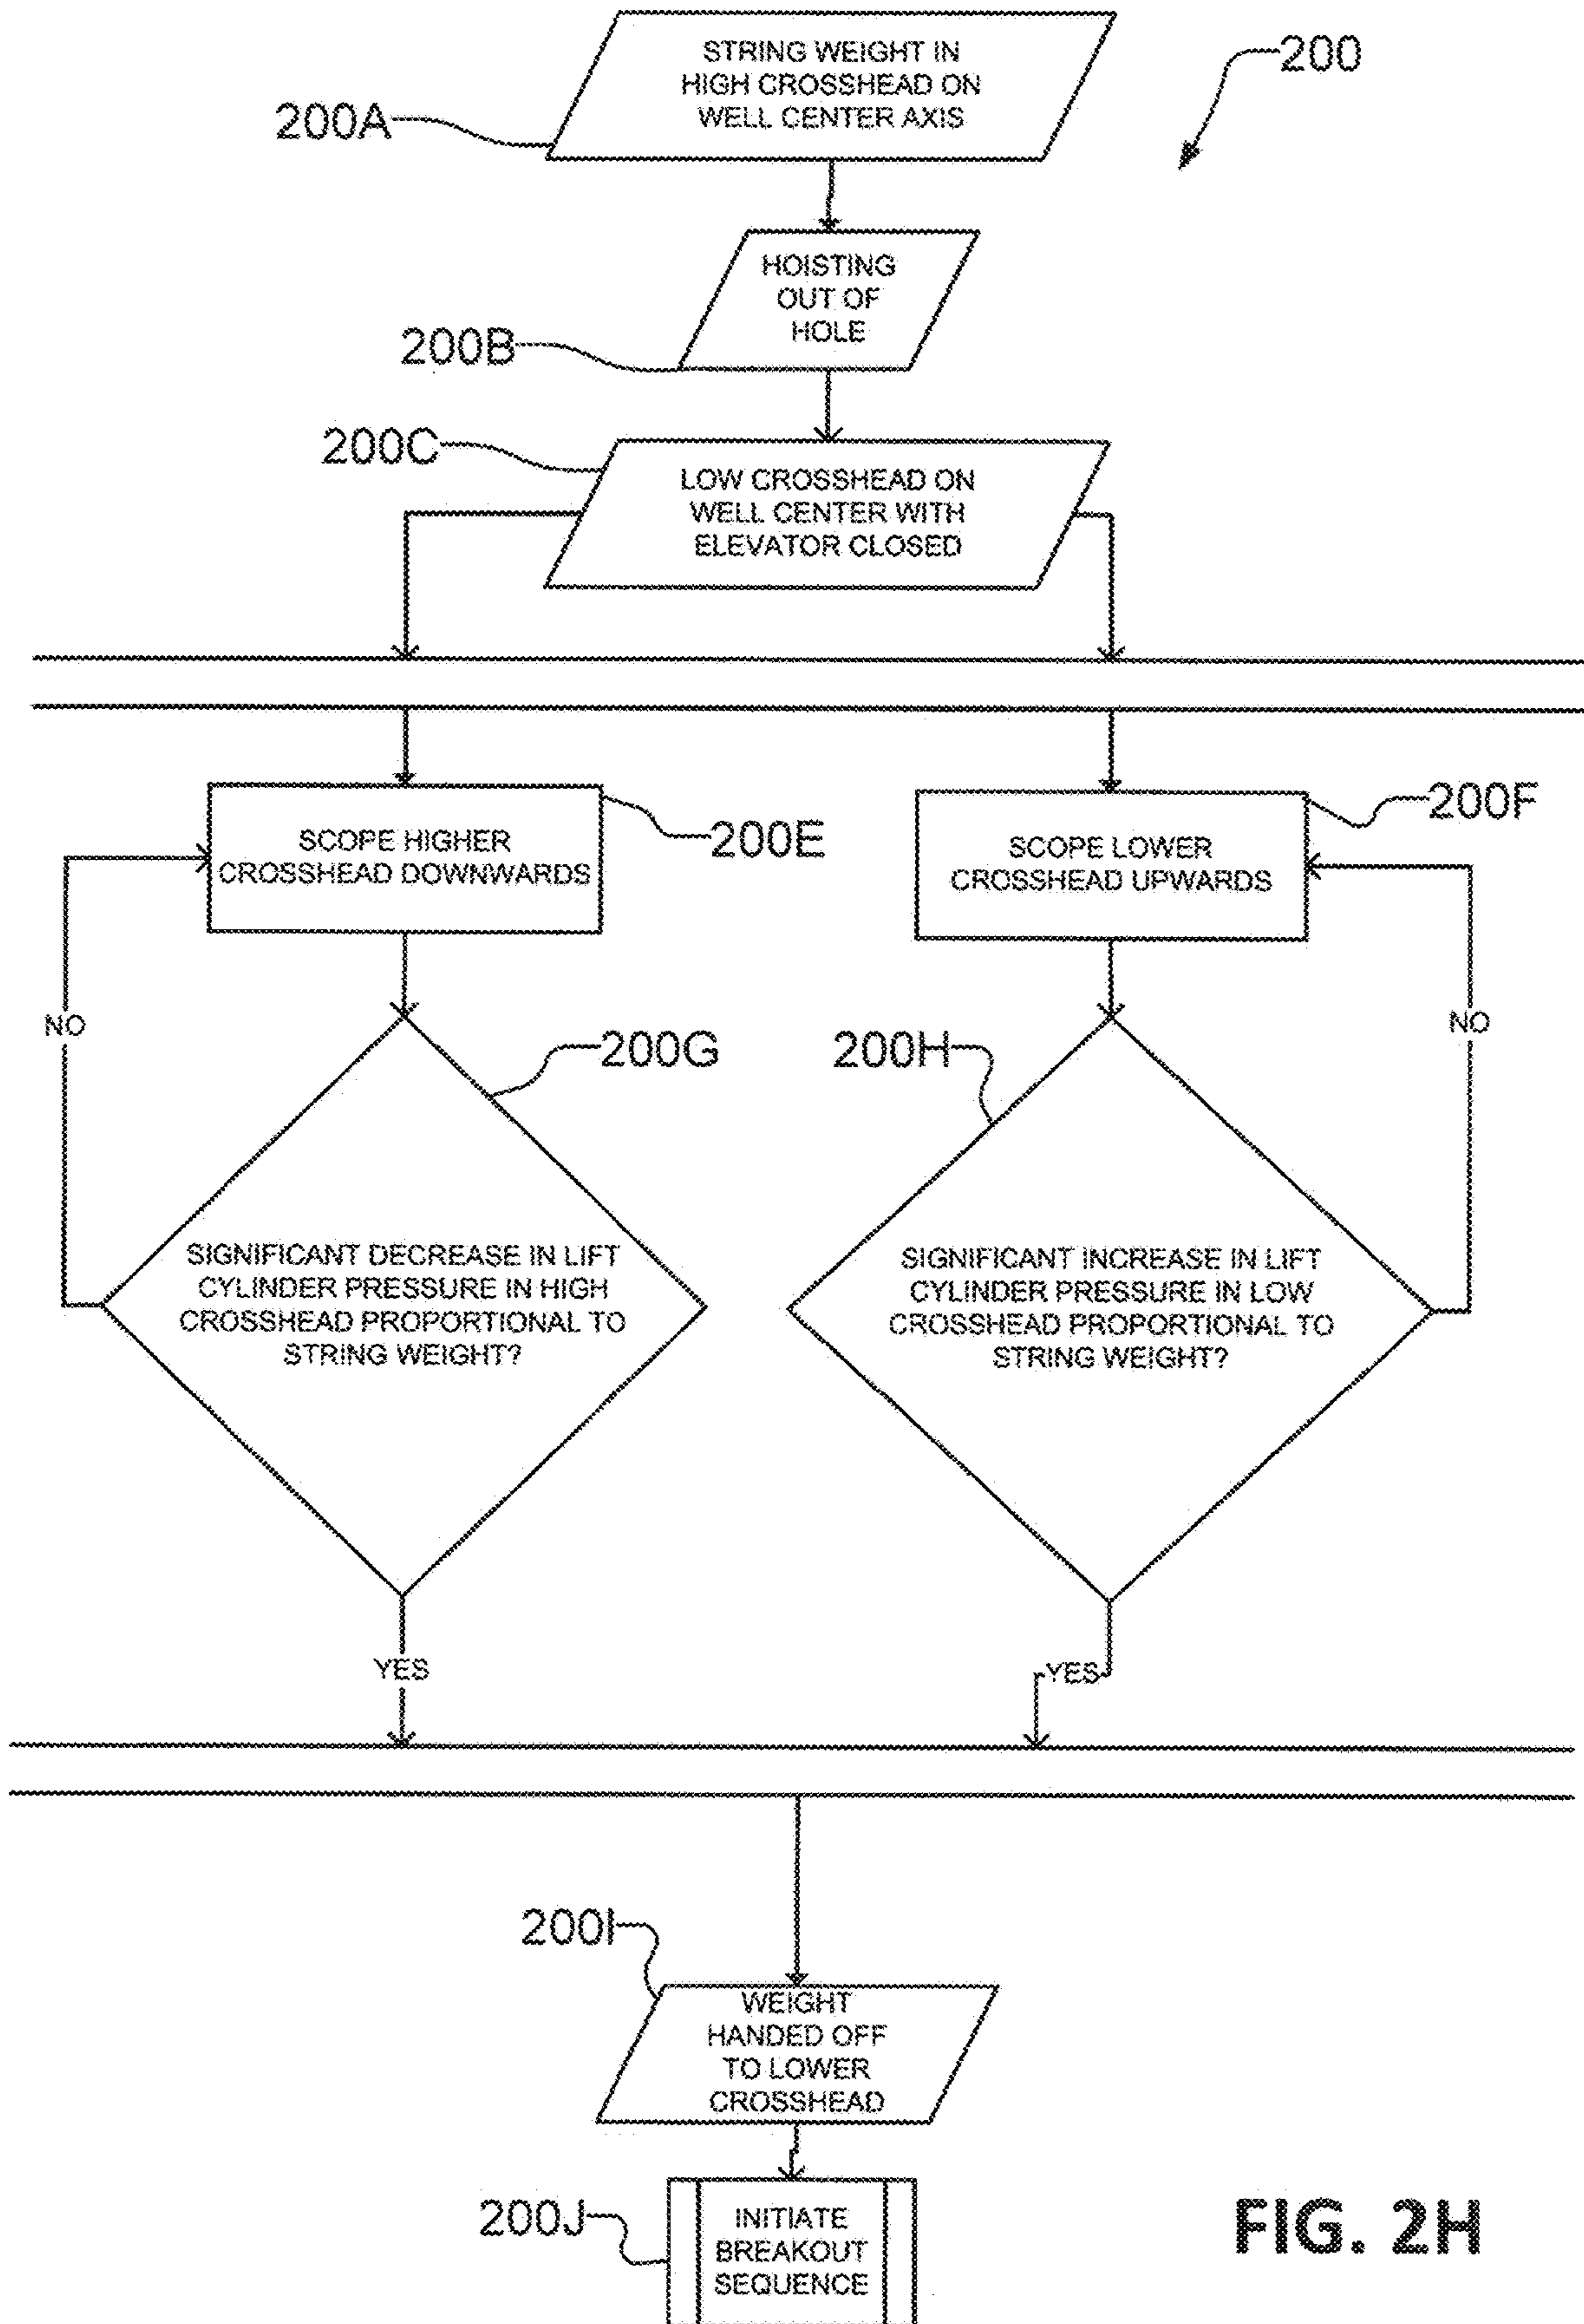 STRING WEIGHT IN
HIGH CROSSHEAD ON
WELL CENTER AXIS
200
200A
HOISTING
OUT OF
HOLE
200B
200C
LOW CROSSHEAD ON
WELL CENTER WITH
ELEVATOR CLOSED
SCOPE HIGHER
CROSSHEAD DOWNWARDS
200E
SCOPE LOWER
CROSSHEAD UPWARDS
200F
NO
200G
200H
NO
SIGNIFICANT DECREASE IN LIFT
CYLINDER PRESSURE IN HIGH
CROSSHEAD PROPORTIONAL TO
STRING WEIGHT?
SIGNIFICANT INCREASE IN LIFT
CYLINDER PRESSURE IN LOW
CROSSHEAD PROPORTIONAL TO
STRING WEIGHT?
YES
YES
200I
WEIGHT
HANDED OFF
TO LOWER
CROSSHEAD
200J
INITIATE
BREAKOUT
SEQUENCE
FIG. 2H